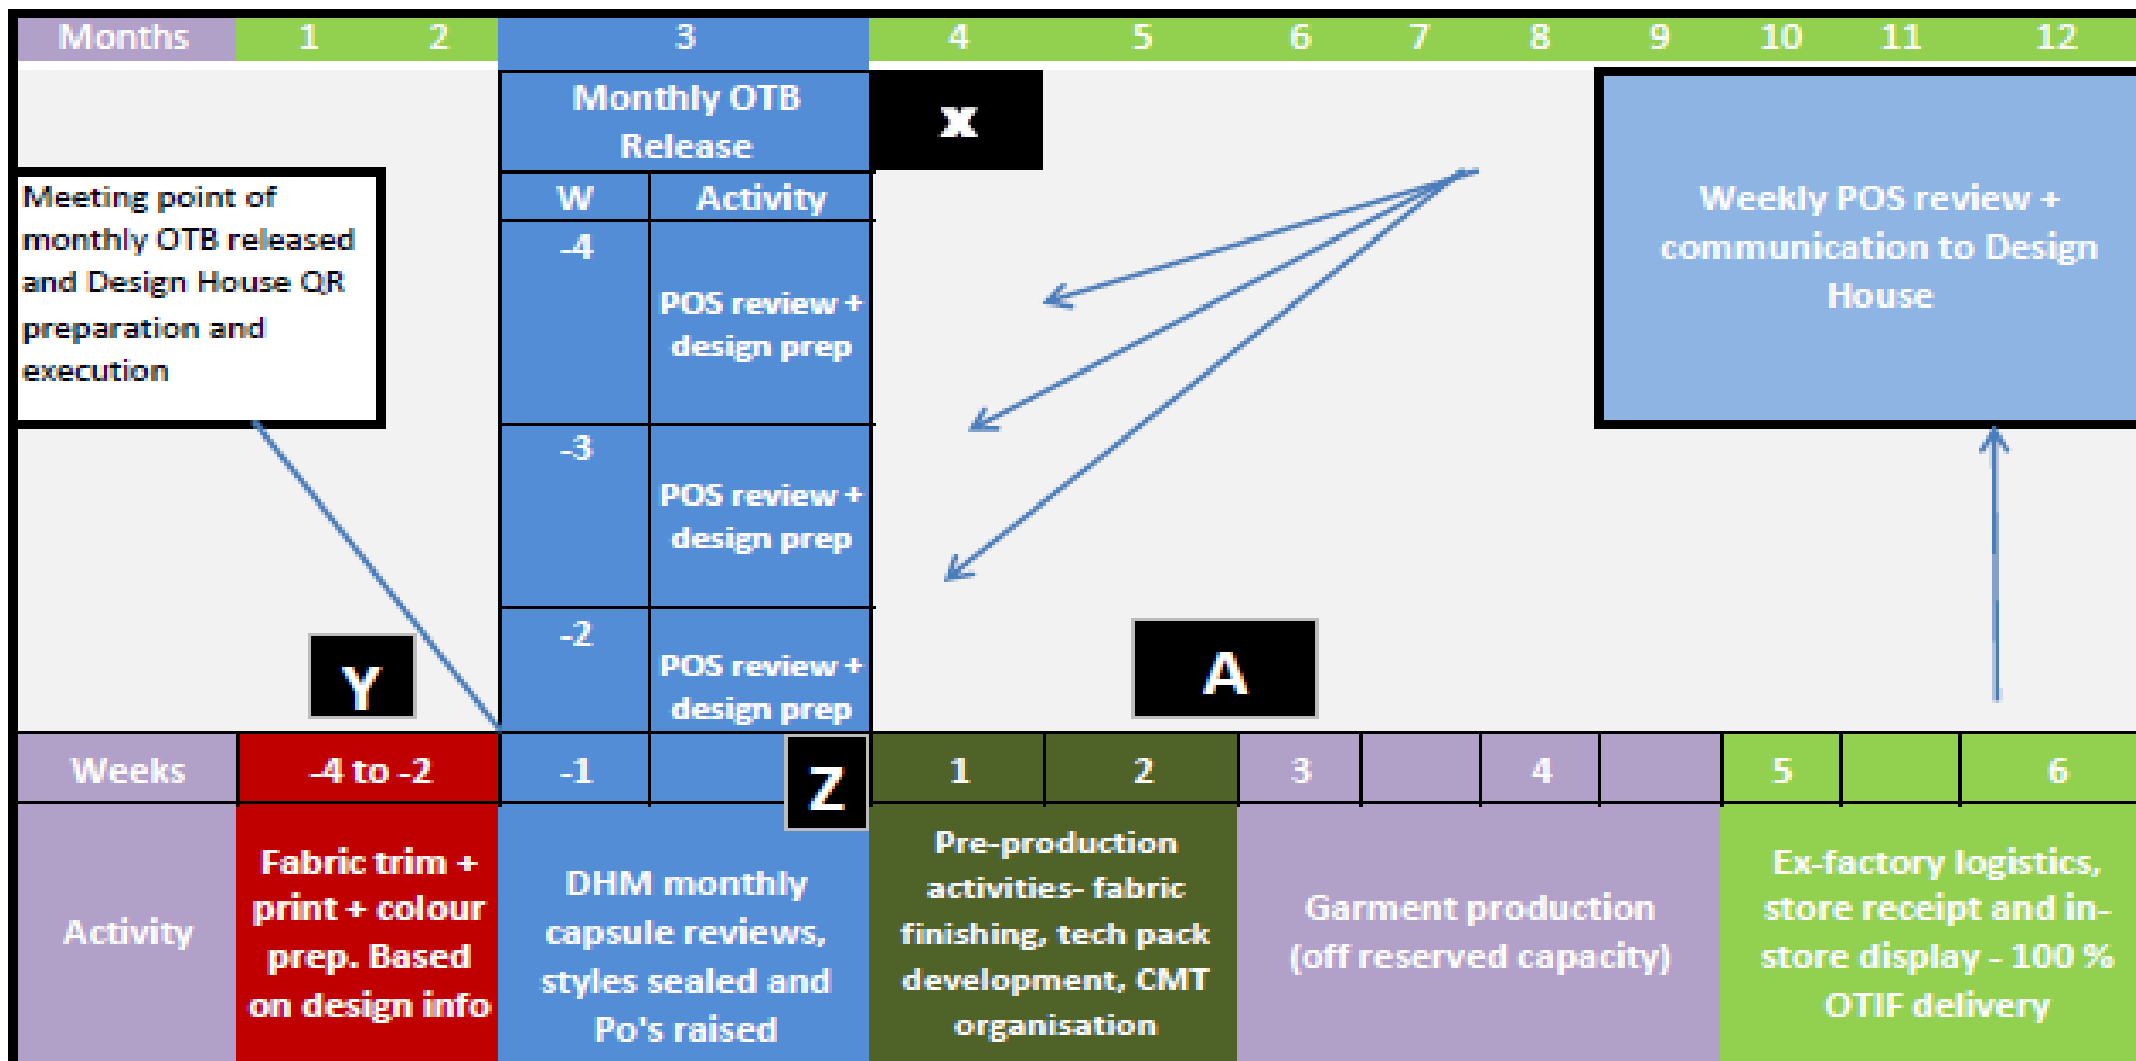 Months 1 2 3 4 5 6 7 8 9 10 11 12
Monthly OTB
Release
x
Meeting point of
monthly OTB released
and Design House QR
preparation and
execution
W Activity
-4
POS review +
design prep
-3
POS review +
design prep
-2
POS review +
design prep
Weekly POS review +
communication to Design
House
Y
A
Weeks -4 to -2 -1 Z 1 2 3 4 5 6
Activity
Fabric trim +
print + colour
prep. Based
on design info
DHM monthly
capsule reviews,
styles sealed and
Po's raised
Pre-production
activities- fabric
finishing, tech pack
development, CMT
organisation
Garment production
(off reserved capacity)
Ex-factory logistics,
store receipt and in-
store display - 100 %
OTIF delivery